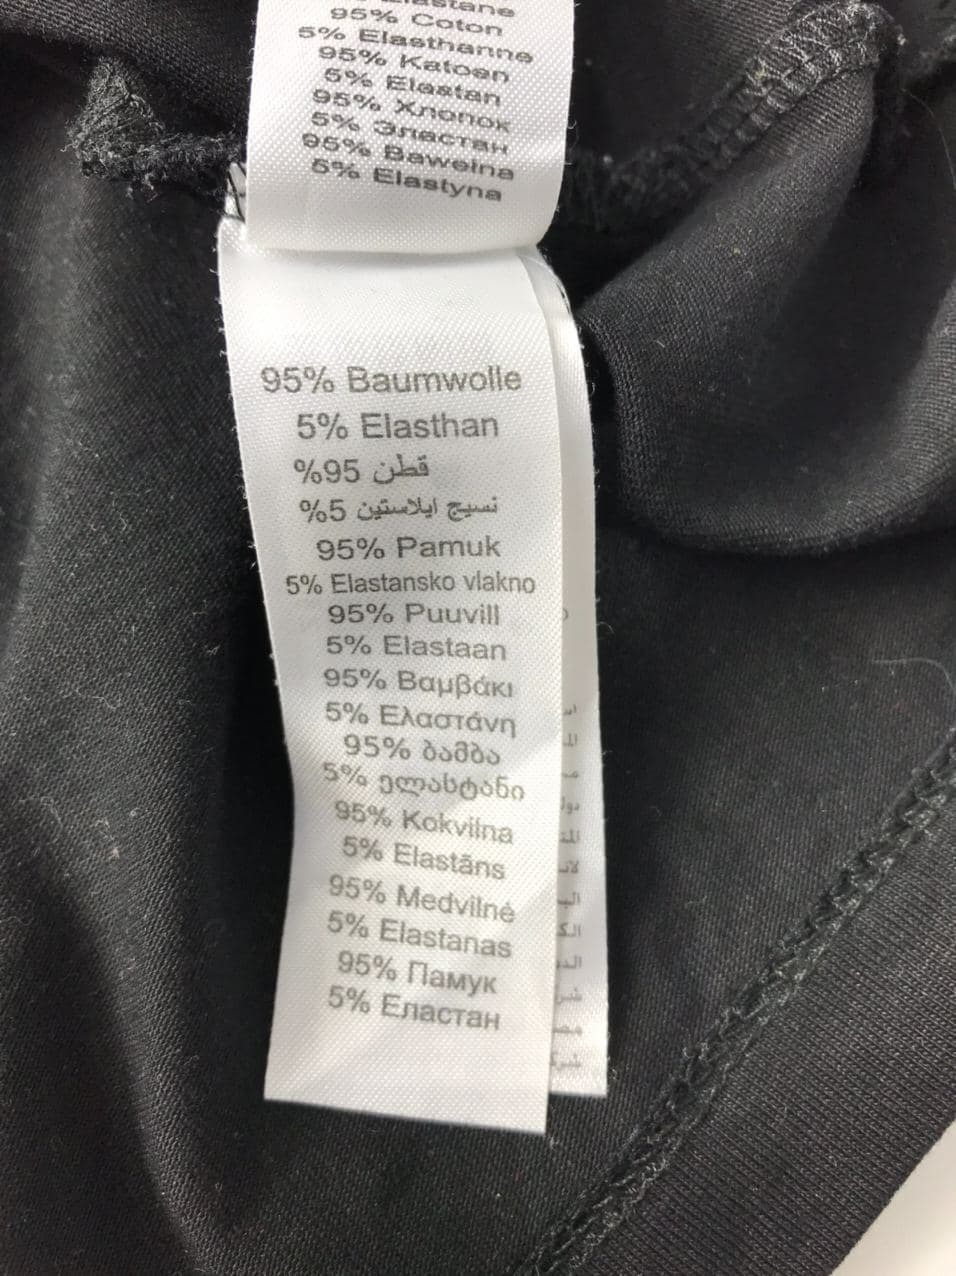 95% Coton
5% Elasthanne
95% Katoen
5% Elastan
95% Хлопок
5% Эластан
95% Bawełna
5% Elastyna
95% Baumwolle
5% Elasthan
%95 قطن
%5 نسيج ايلاستين
95% Pamuk
5% Elastansko vlakno
95% Puuvill
5% Elastaan
95% Βαμβάκι
5% Ελαστάνη
95% ბამბა
5% ელასტანი
95% Kokvilna
5% Elastāns
95% Medvilnė
5% Elastanas
95% Памук
5% Еластан